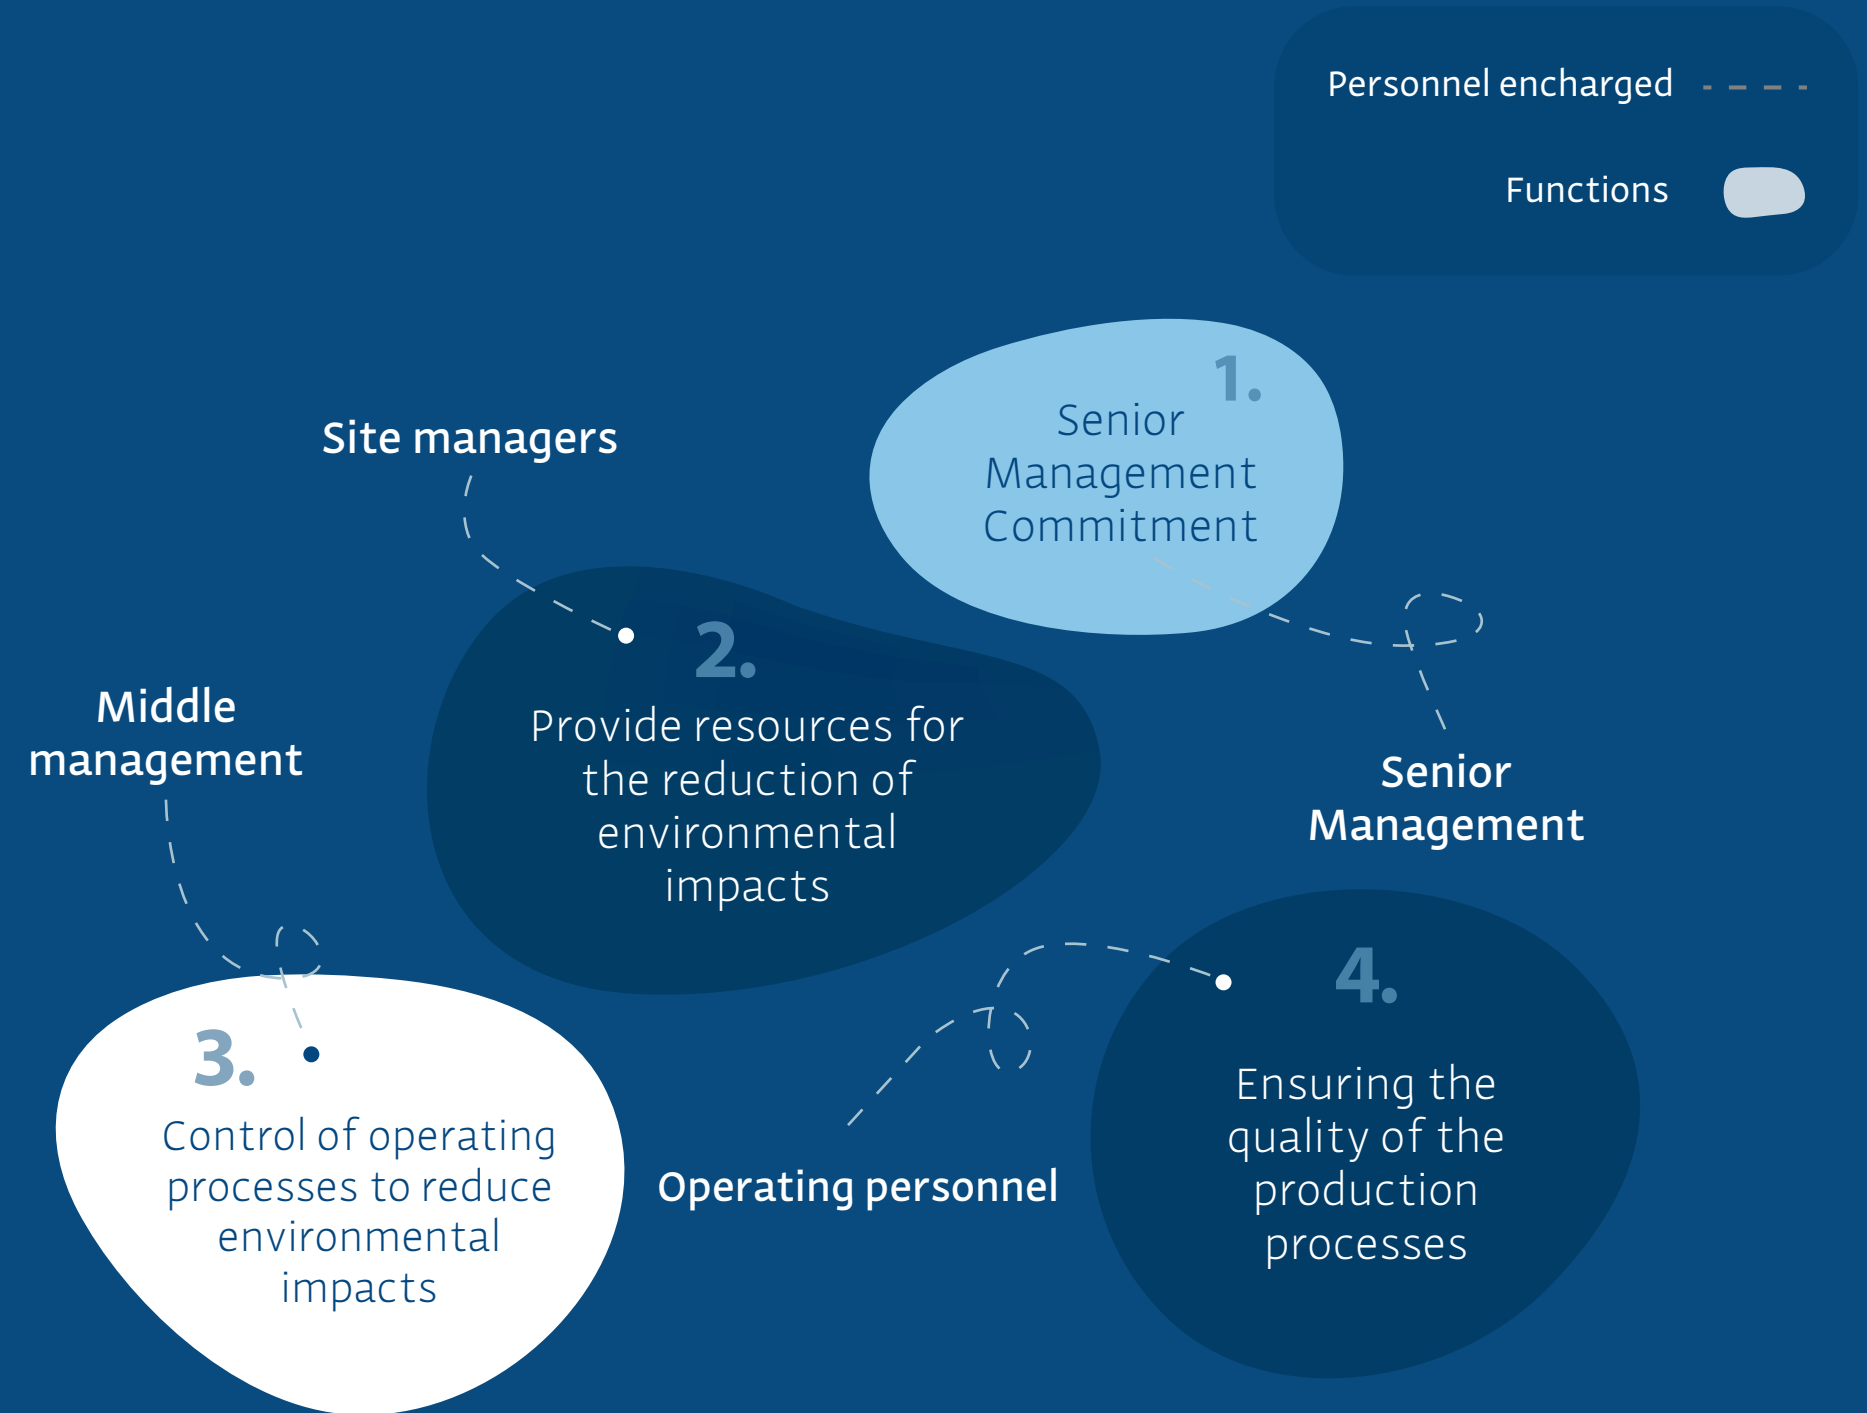 Personnel encharged
Functions
1.
Senior
Management
Commitment
Site managers
2.
Provide resources for
the reduction of
environmental
impacts
Middle
management
Senior
Management
3.
Control of operating
processes to reduce
environmental
impacts
Operating personnel
4.
Ensuring the
quality of the
production
processes